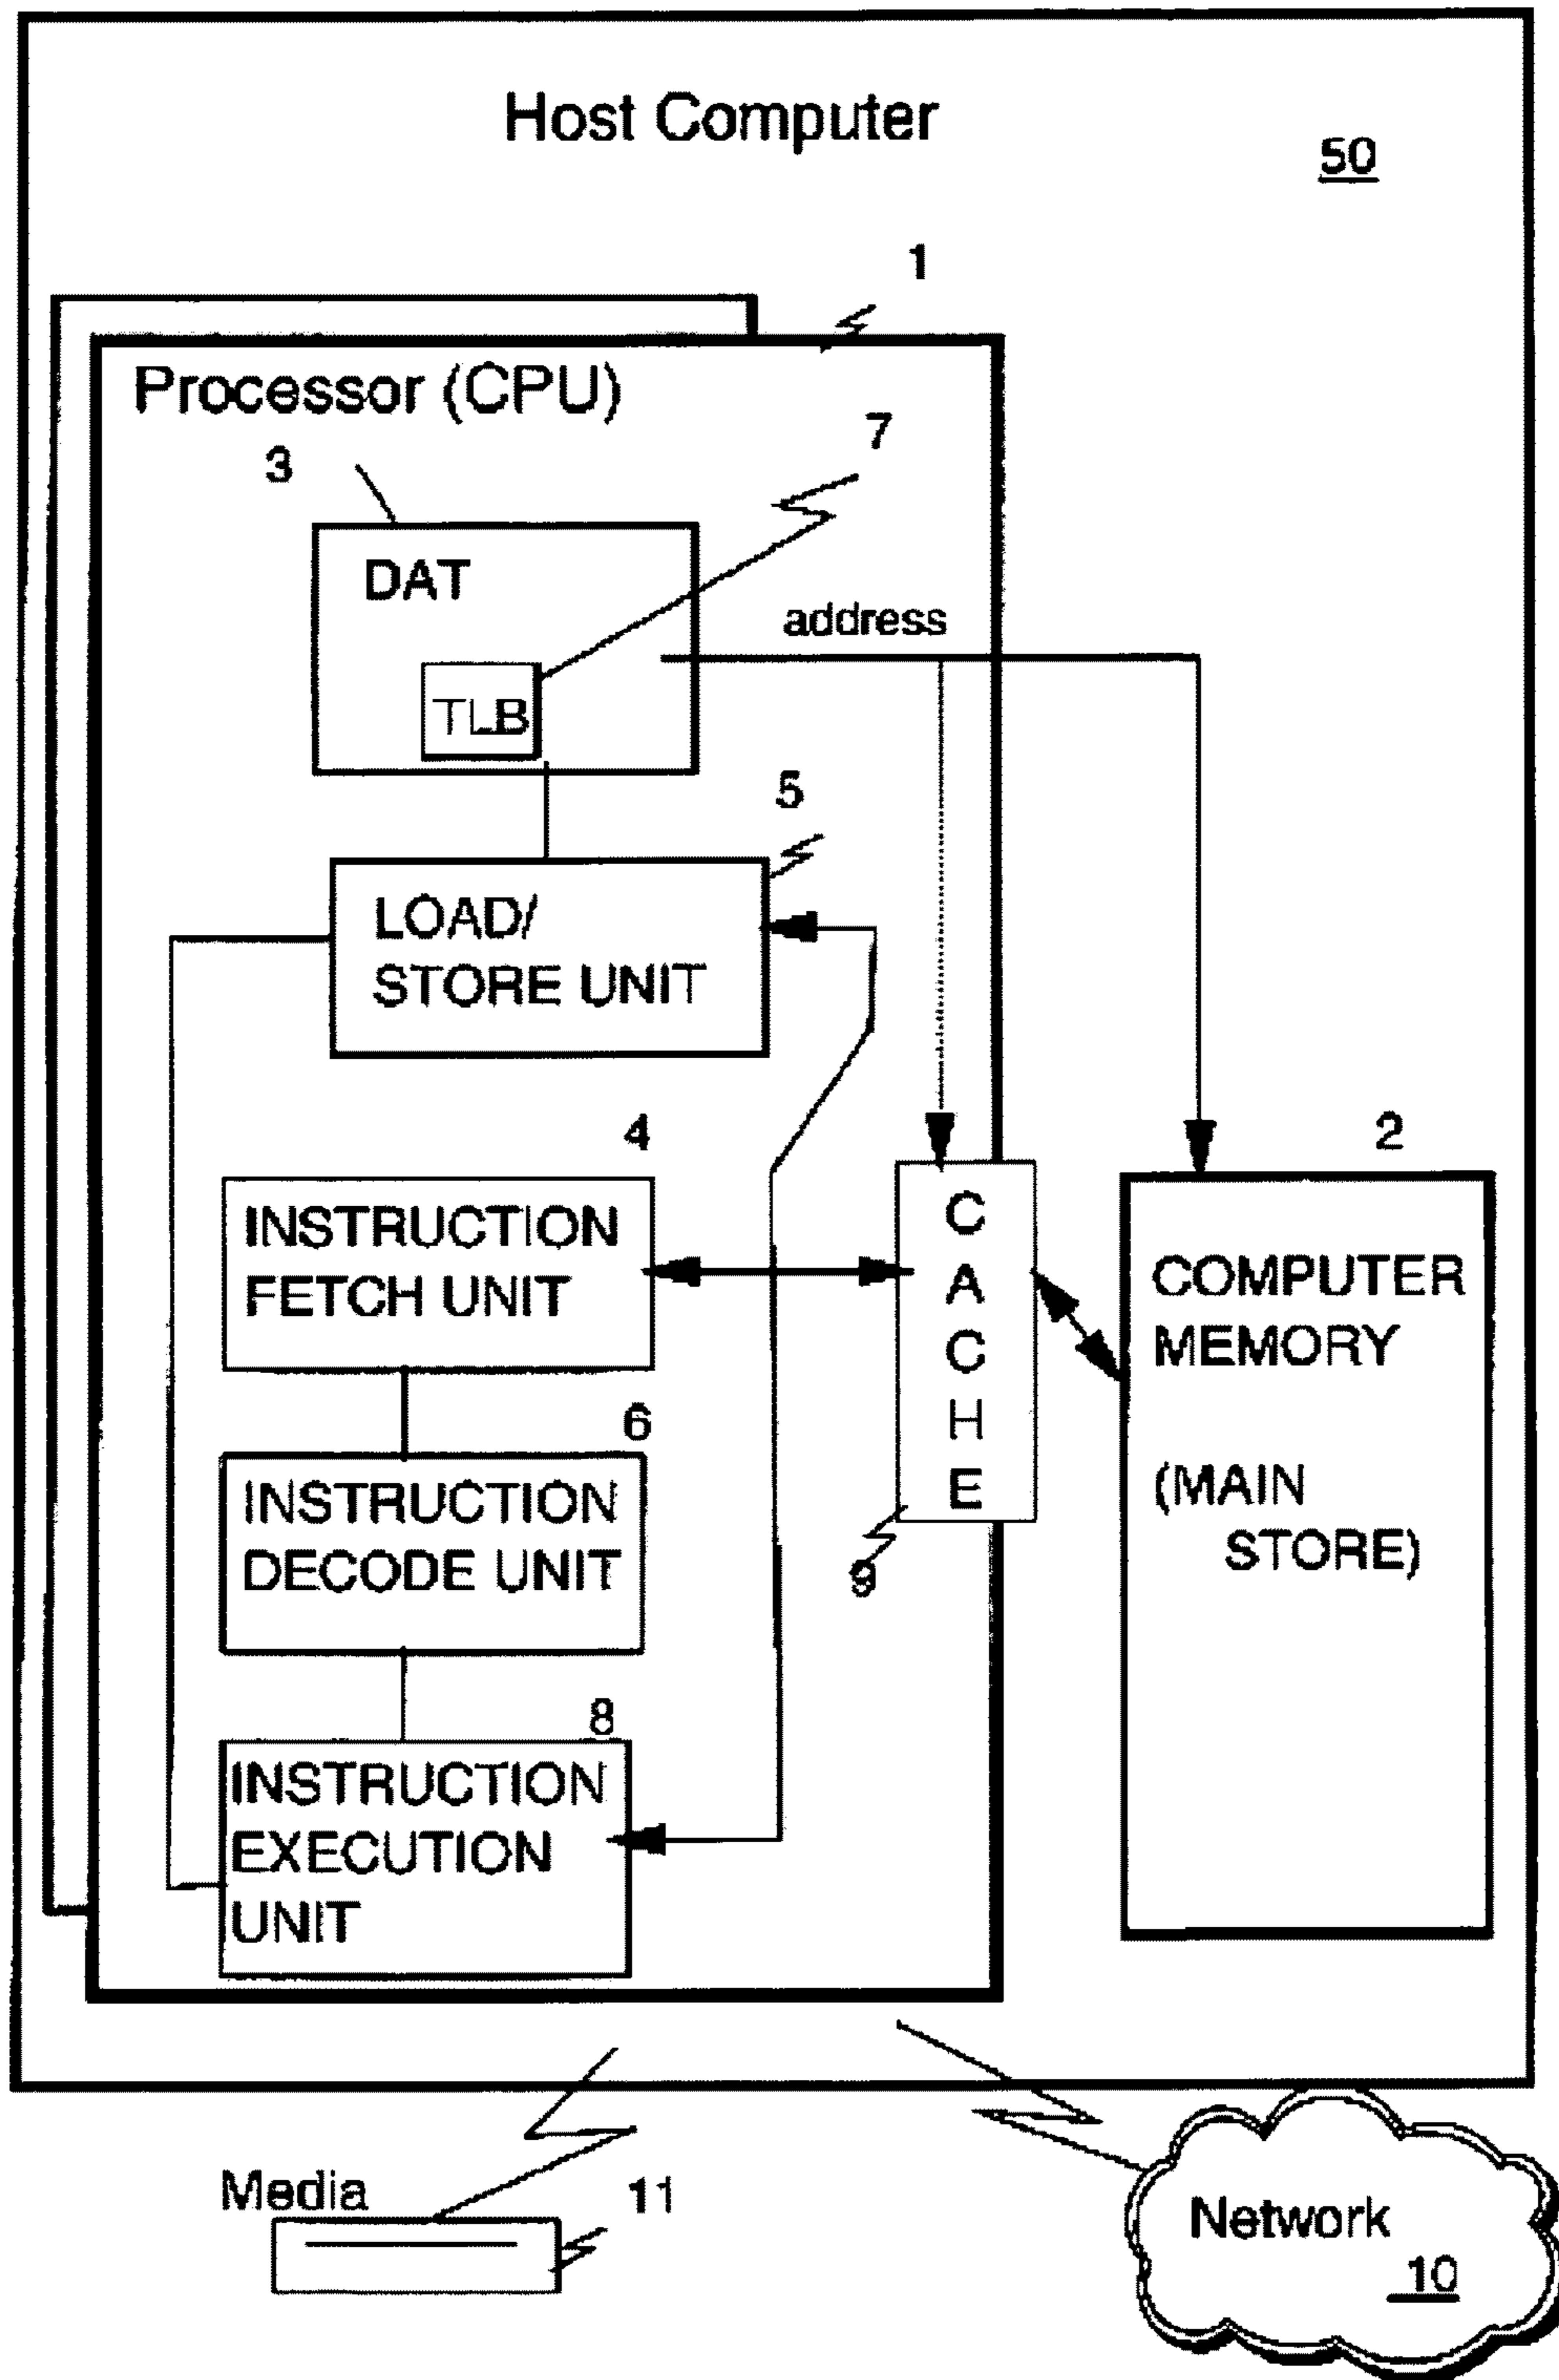 Host Computer
50
1
Processor (CPU)
3
7
DAT
address
TLB
5
LOAD/
STORE UNIT
4
2
INSTRUCTION
FETCH UNIT
C
A
C
H
E
COMPUTER
MEMORY
(MAIN
STORE)
6
INSTRUCTION
DECODE UNIT
9
8
INSTRUCTION
EXECUTION
UNIT
Media
11
Network
10